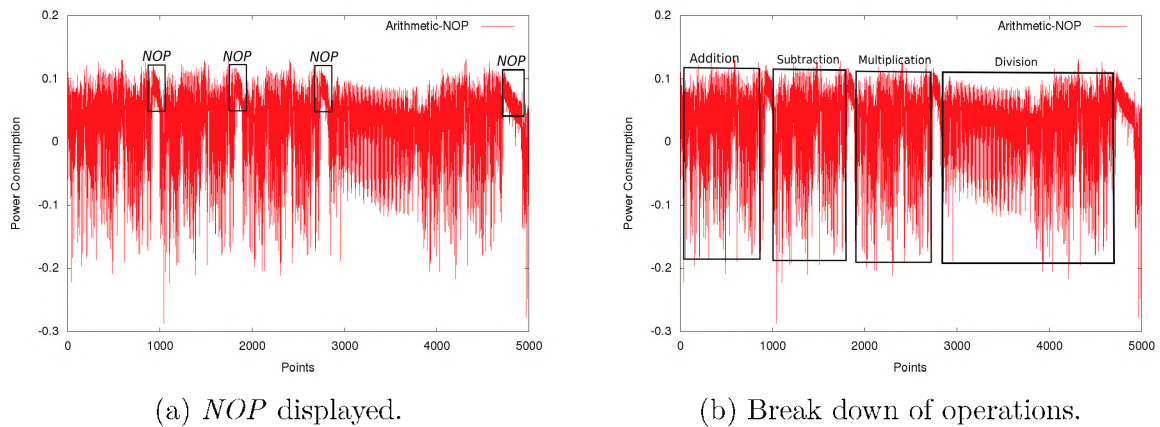 0.2
0.1
0
-0.1
-0.2
-0.3
Power Consumption
Arithmetic-NOP
NOP
NOP
NOP
NOP
0
1000
2000
3000
4000
5000
Points
(a) NOP displayed.
0.2
0.1
0
-0.1
-0.2
-0.3
Power Consumption
Arithmetic-NOP
Addition
Subtraction
Multiplication
Division
0
1000
2000
3000
4000
5000
Points
(b) Break down of operations.